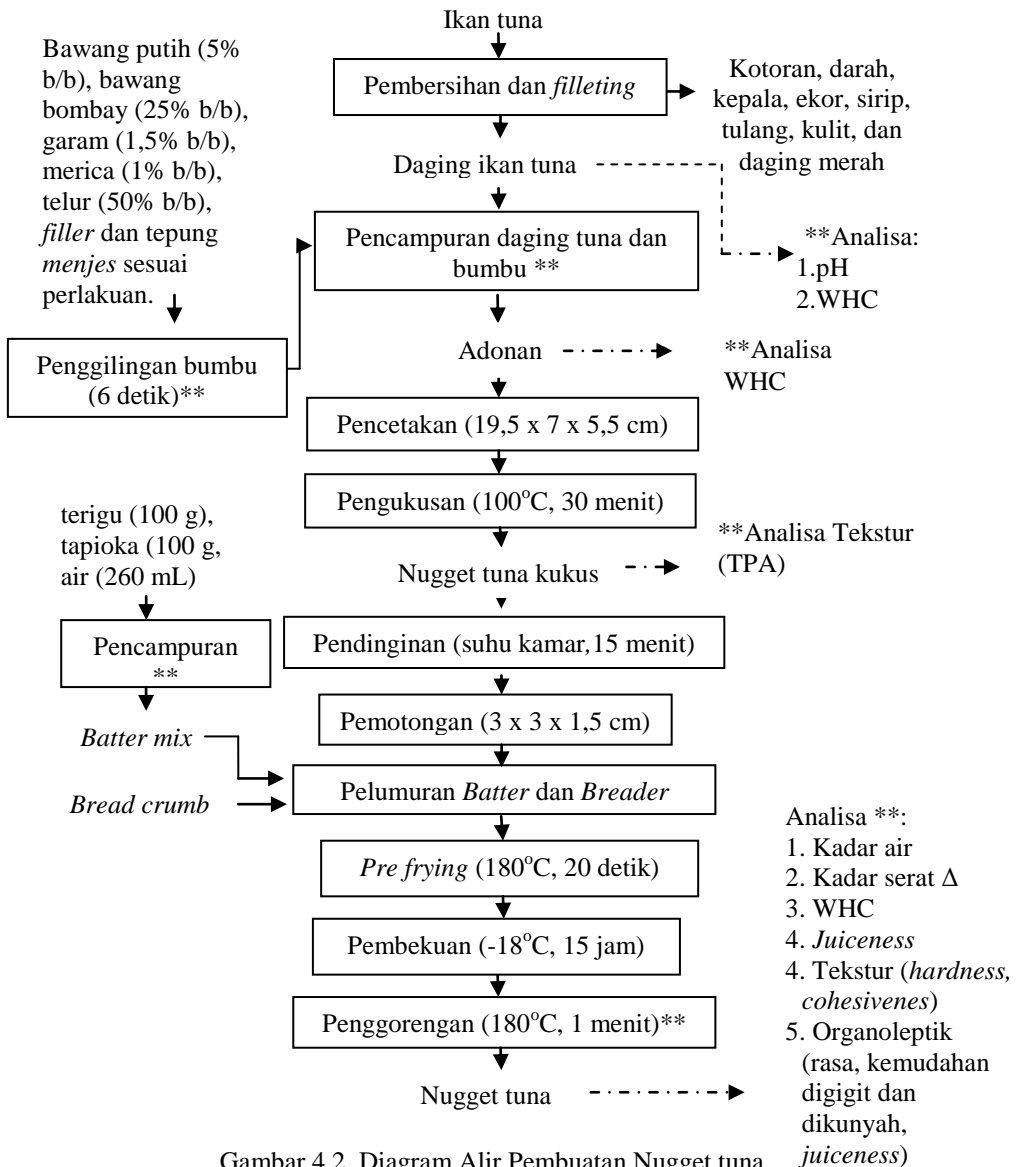 Ikan tuna
Bawang putih (5%
b/b), bawang
bombay (25% b/b),
garam (1,5% b/b),
merica (1% b/b),
telur (50% b/b),
filler dan tepung
menjes sesuai
perlakuan.
Pembersihan dan filleting
Kotoran, darah,
kepala, ekor, sirip,
tulang, kulit, dan
daging merah
Daging ikan tuna
**Analisa:
1.pH
2.WHC
Pencampuran daging tuna dan
bumbu **
Penggilingan bumbu
(6 detik)**
Adonan
**Analisa
WHC
Pencetakan (19,5 x 7 x 5,5 cm)
Pengukusan (100°C, 30 menit)
**Analisa Tekstur
(TPA)
terigu (100 g),
tapioka (100 g,
air (260 mL)
Nugget tuna kukus
Pencampuran
**
Pendinginan (suhu kamar,15 menit)
Pemotongan (3 x 3 x 1,5 cm)
Batter mix
Bread crumb
Pelumuran Batter dan Breader
Pre frying (180°C, 20 detik)
Pembekuan (-18°C, 15 jam)
Penggorengan (180°C, 1 menit)**
Nugget tuna
Analisa **:
1. Kadar air
2. Kadar serat Δ
3. WHC
4. Juiceness
4. Tekstur (hardness,
cohesivenes)
5. Organoleptik
(rasa, kemudahan
digigit dan
dikunyah,
juiceness)
Gambar 4.2. Diagram Alir Pembuatan Nugget tuna